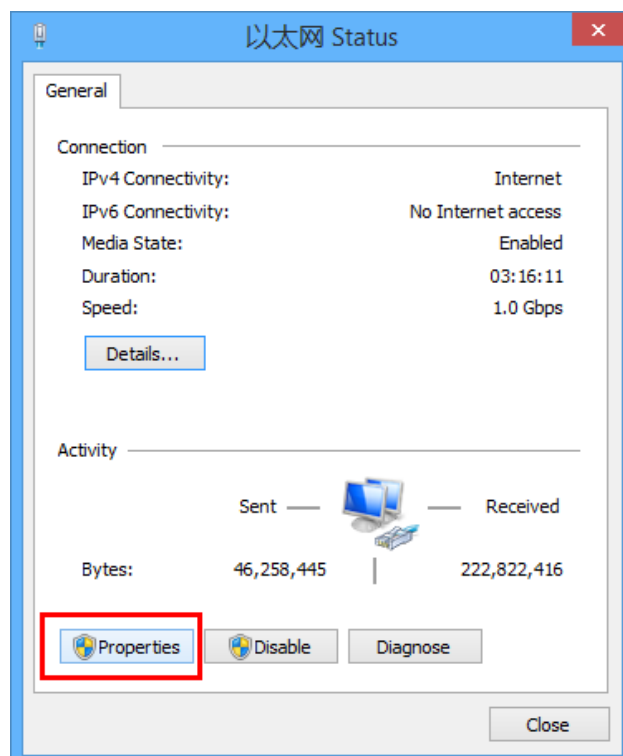 以太网 Status
General
Connection
IPv4 Connectivity: Internet
IPv6 Connectivity: No Internet access
Media State: Enabled
Duration: 03:16:11
Speed: 1.0 Gbps
Details...
Activity
Sent Received
Bytes: 46,258,445 222,822,416
Properties Disable Diagnose
Close